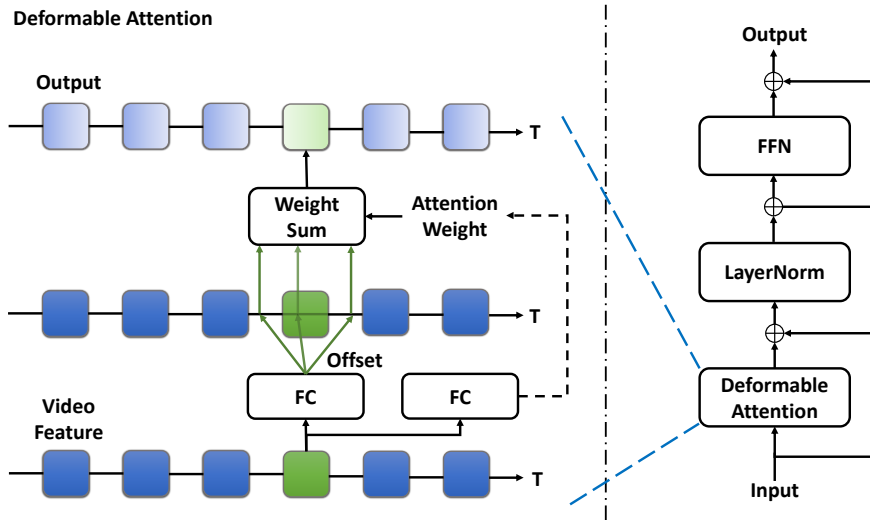 Deformable Attention
Output
T
Weight
Sum
Attention
Weight
T
Offset
FC
FC
Video
Feature
T
Output
FFN
LayerNorm
Deformable
Attention
Input